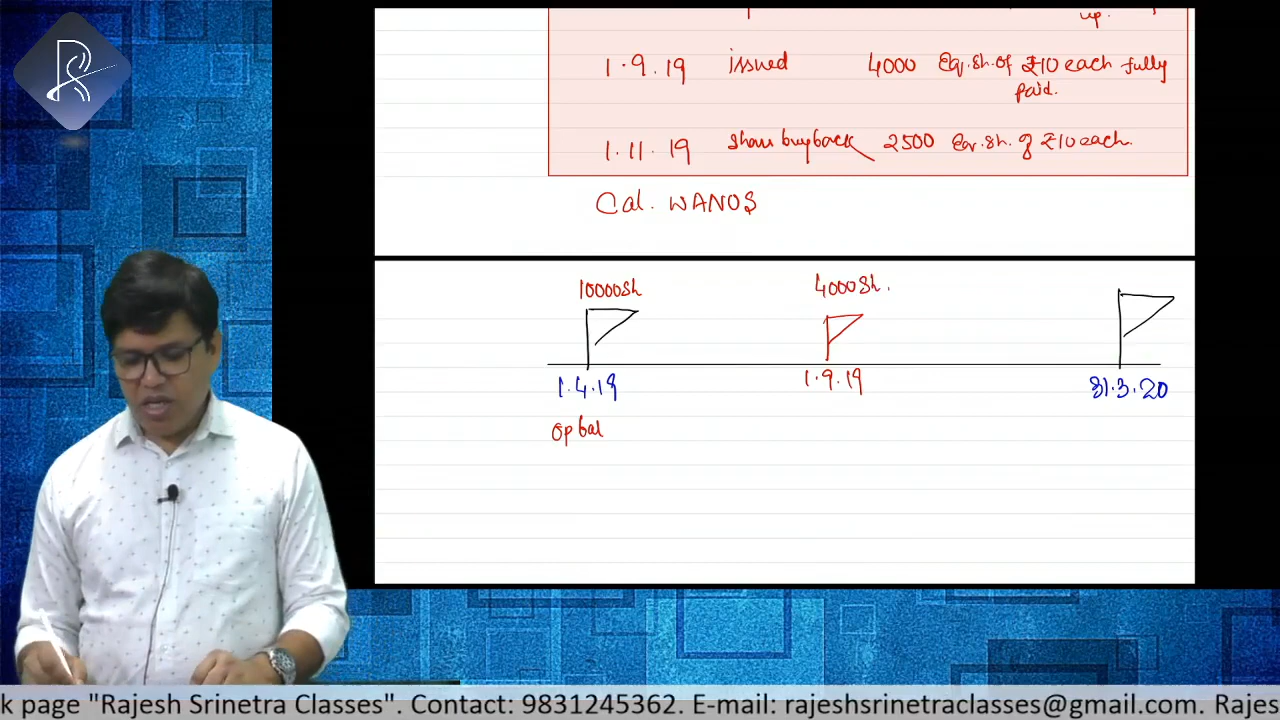 up.
1.9.19 issued 4000 Eq.sh.of ₹10 each fully
paid.
1.11.19 share buyback 2500 Eq.sh. of ₹10 each.
Cal. WANOS
10000Sh 4000Sh.
1.4.19 1.9.19 31.3.20
op bal
k page "Rajesh Srinetra Classes". Contact: 9831245362. E-mail: rajeshsrinetraclasses@gmail.com. Rajes